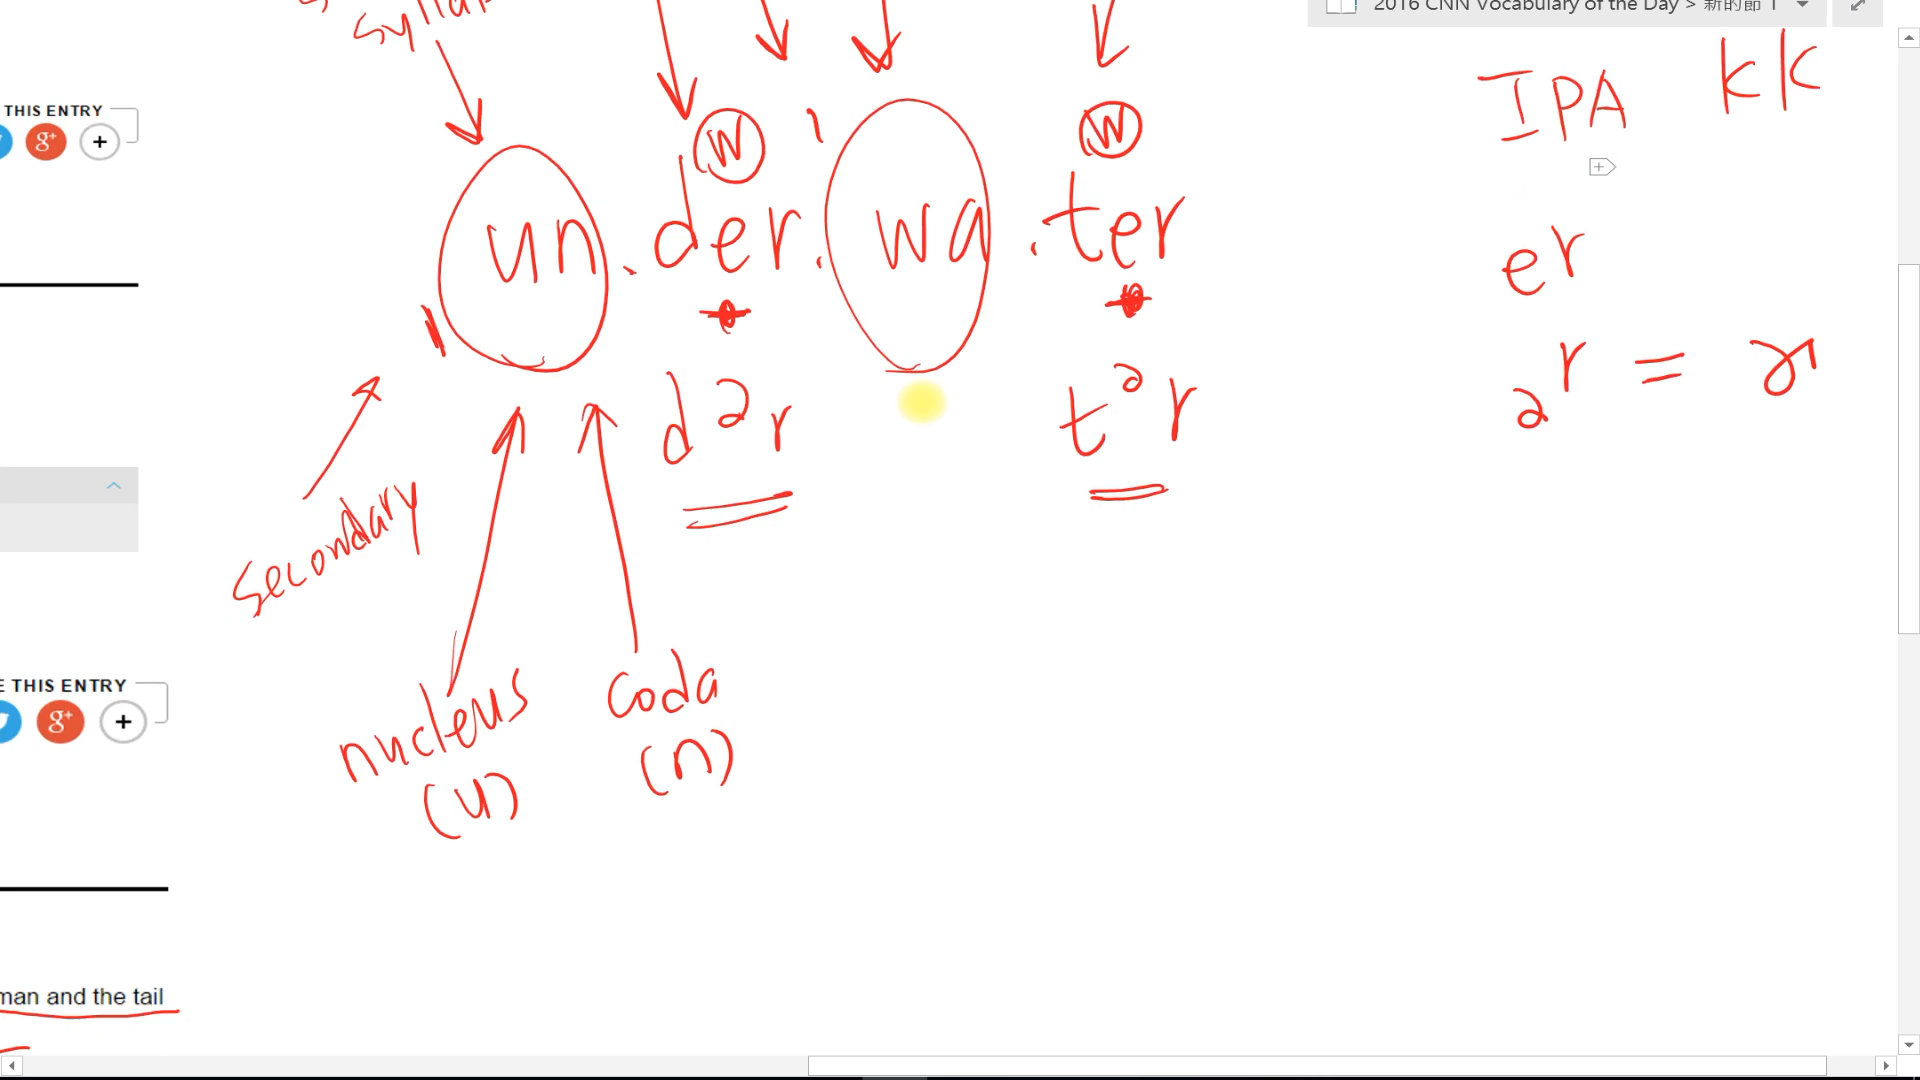 2016 CNN Vocabulary of the Day > 新的節 1
IPA KK
THIS ENTRY
g+ +
W W
un.der.wa.ter
er
ər = ɚ
dər tər
secondary
THIS ENTRY
g+ +
nucleus coda
(u) (n)
man and the tail